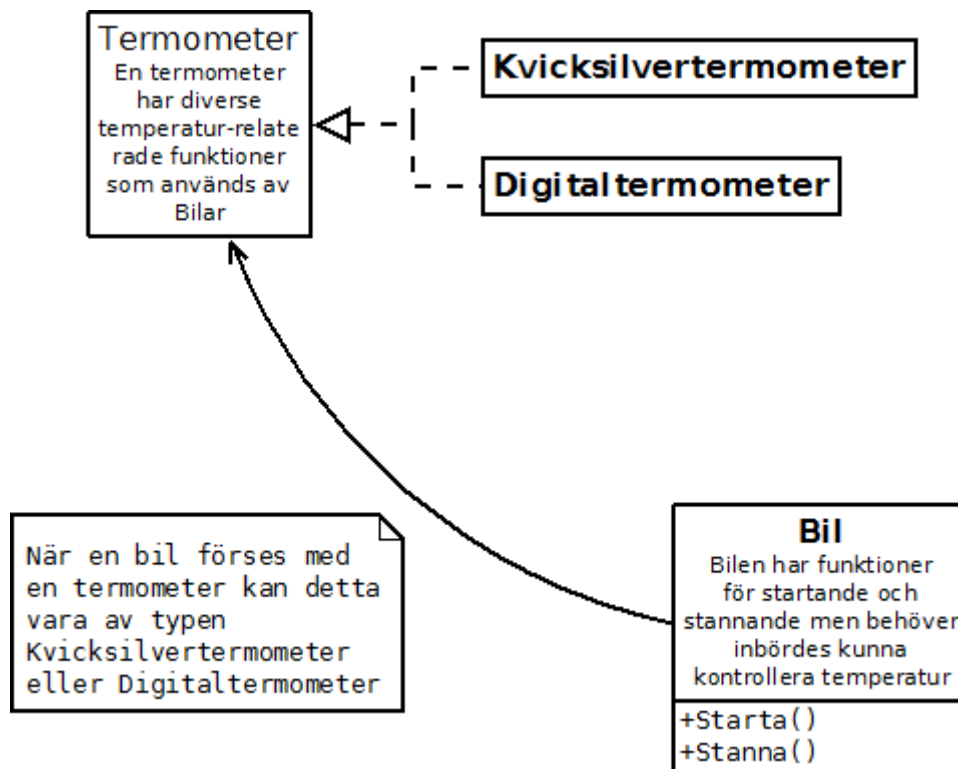 Termometer
En termometer
har diverse
temperatur-relate
rade funktioner
som används av
Bilar
Kvicksilvertermometer
Digitaltermometer
När en bil förses med
en termometer kan detta
vara av typen
Kvicksilvertermometer
eller Digitaltermometer
Bil
Bilen har funktioner
för startande och
stannande men behöver
inbördes kunna
kontrollera temperatur
+Starta()
+Stanna()